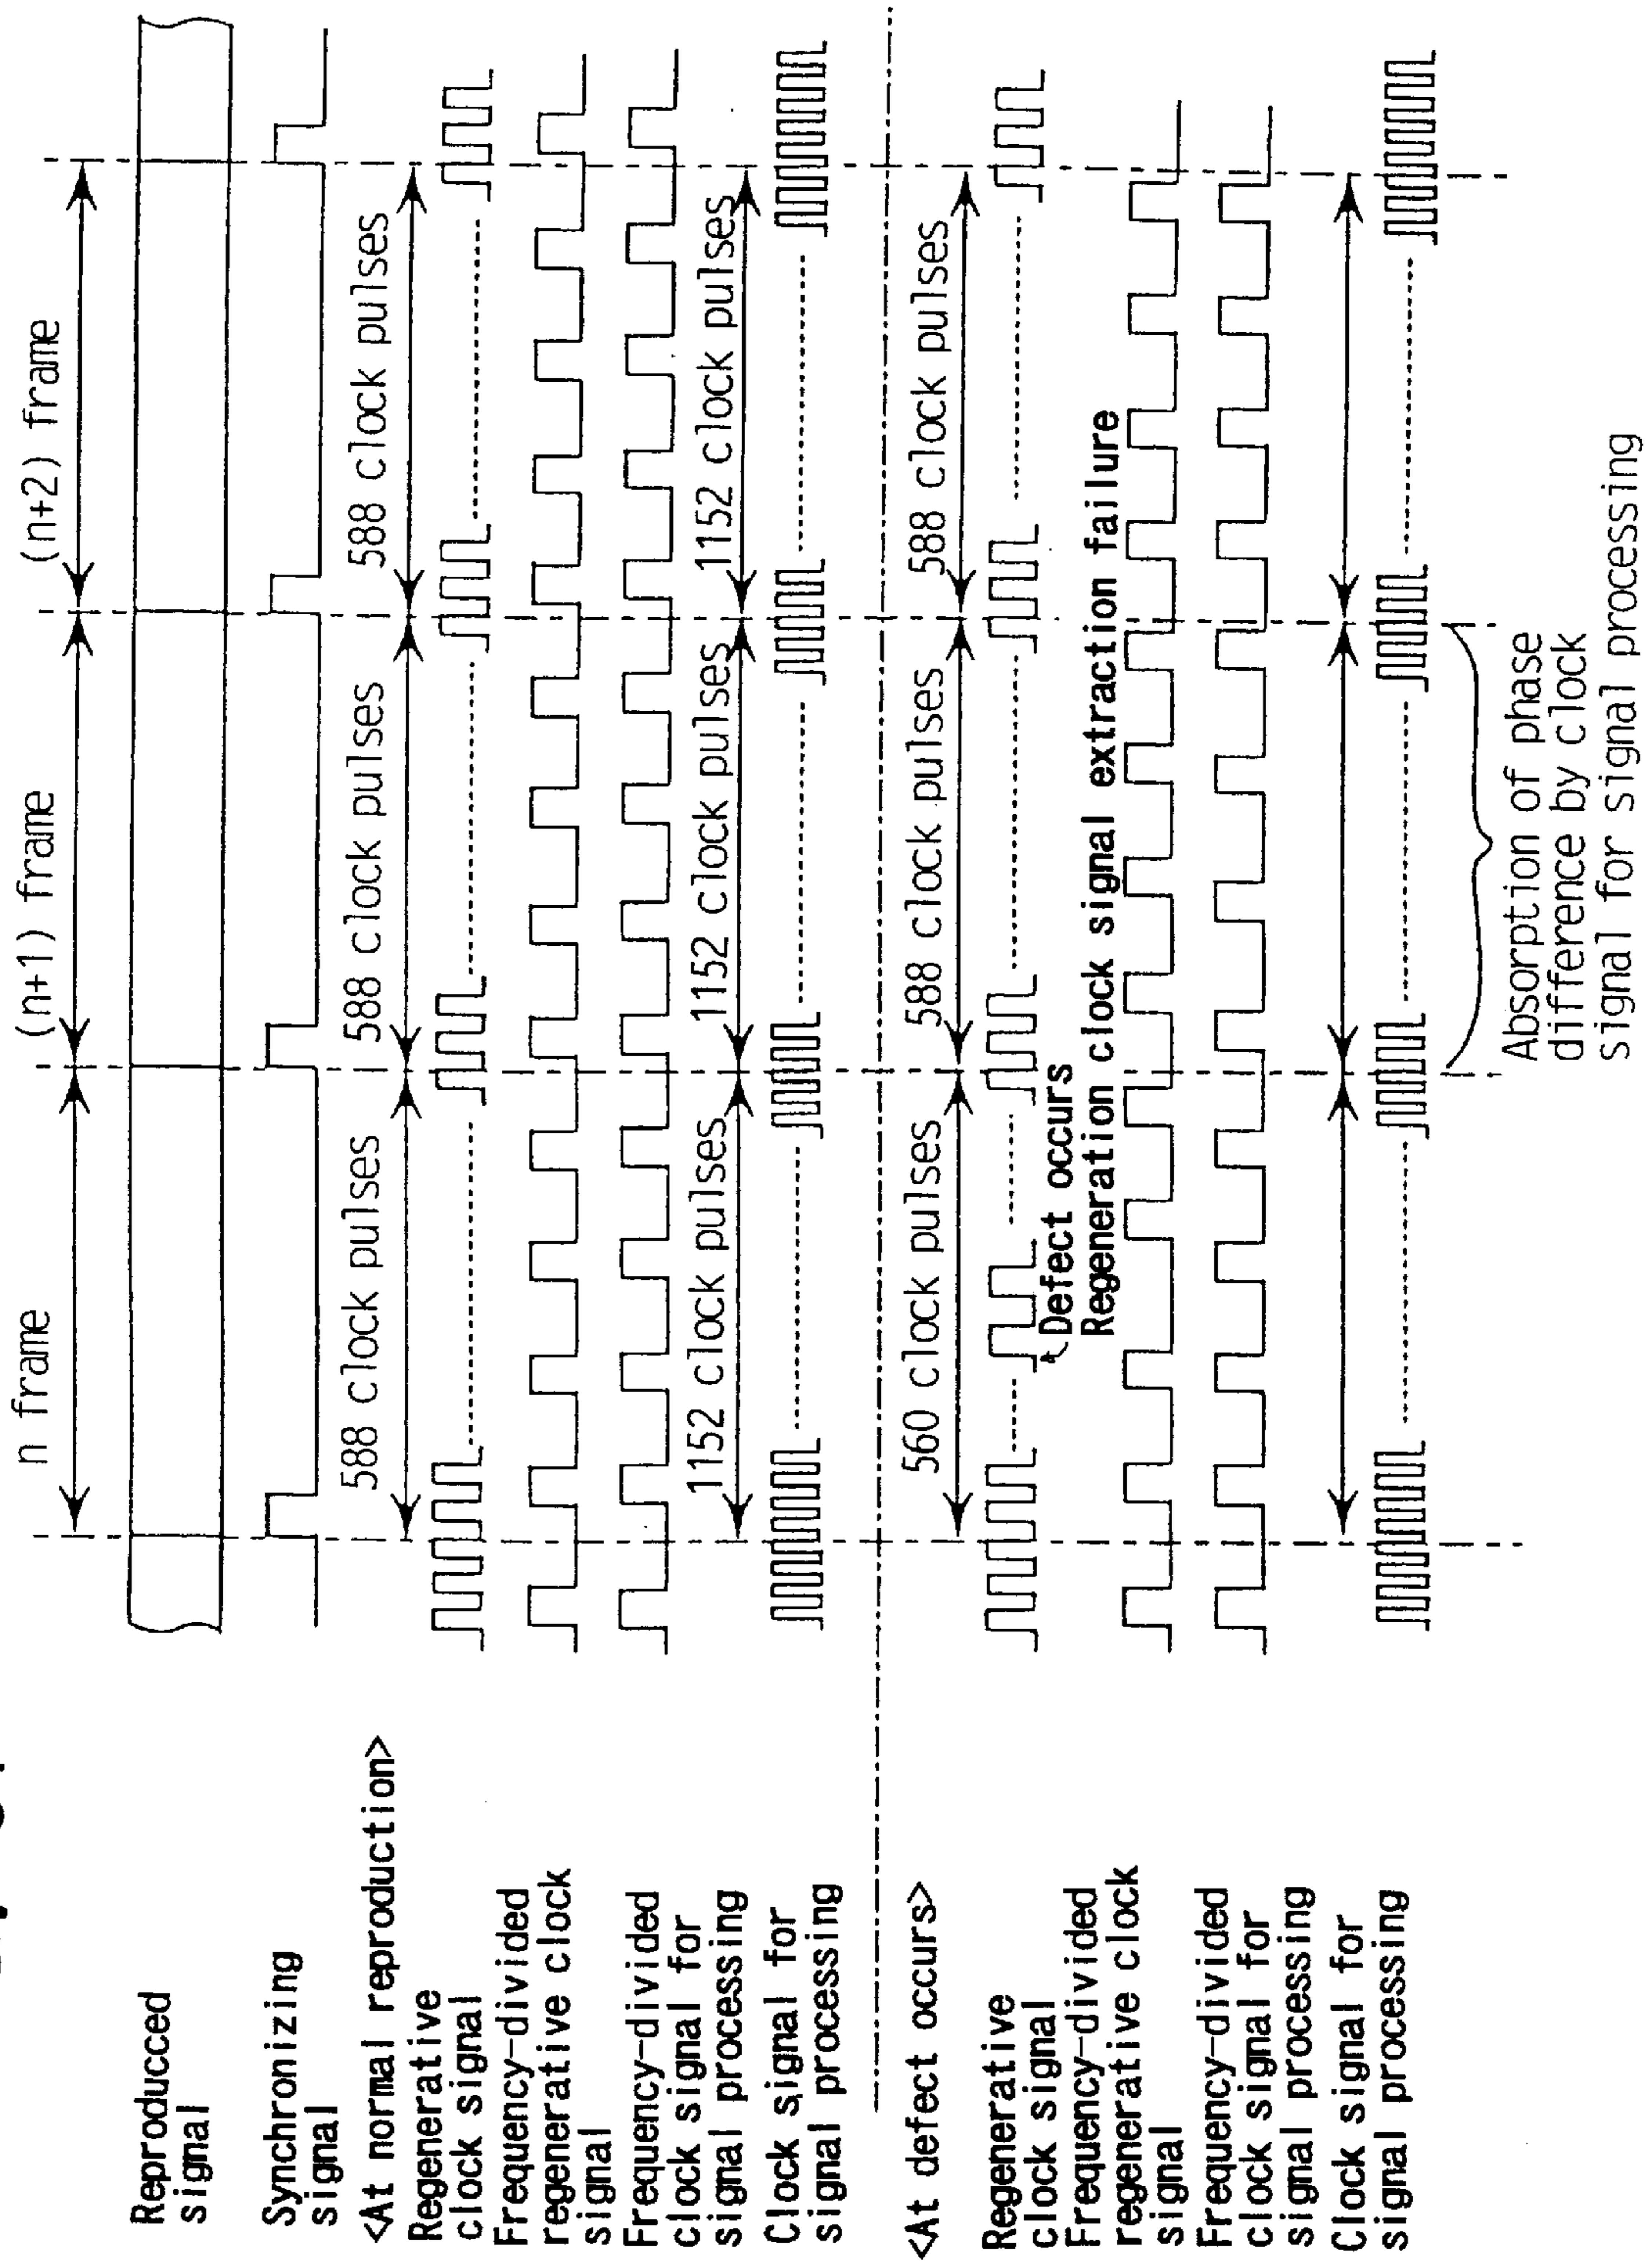 n frame
(n+1) frame
(n+2) frame
Reproducced
signal
Synchronizing
signal
<At normal reproduction>
588 clock pulses
588 clock pulses
588 clock pulses
Regenerative
clock signal
Frequency-divided
regenerative clock
signal
Frequency-divided
clock signal for
signal processing
1152 clock pulses
1152 clock pulses
1152 clock pulses
Clock signal for
signal processing
<At defect occurs>
560 clock pulses
588 clock pulses
588 clock pulses
Regenerative
clock signal
Defect occurs
Regeneration clock signal extraction failure
Frequency-divided
regenerative clock
signal
Frequency-divided
clock signal for
signal processing
Clock signal for
signal processing
Absorption of phase
difference by clock
signal for signal processing